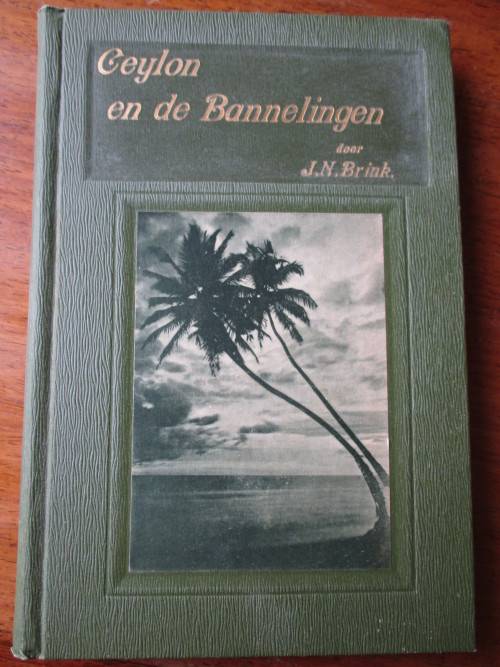 Ceylon
en de Bannelingen
door
J.N. Brink.